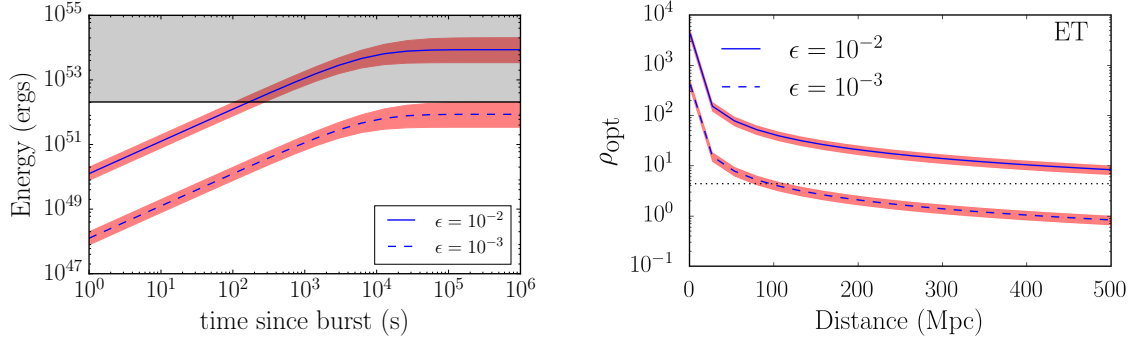 Energy (ergs)
10^55
10^53
10^51
10^49
10^47
10^0 10^1 10^2 10^3 10^4 10^5 10^6
time since burst (s)
ϵ = 10^-2
ϵ = 10^-3
ρ_opt
10^4
10^3
10^2
10^1
10^0
10^-1
0 100 200 300 400 500
Distance (Mpc)
ET
ϵ = 10^-2
ϵ = 10^-3